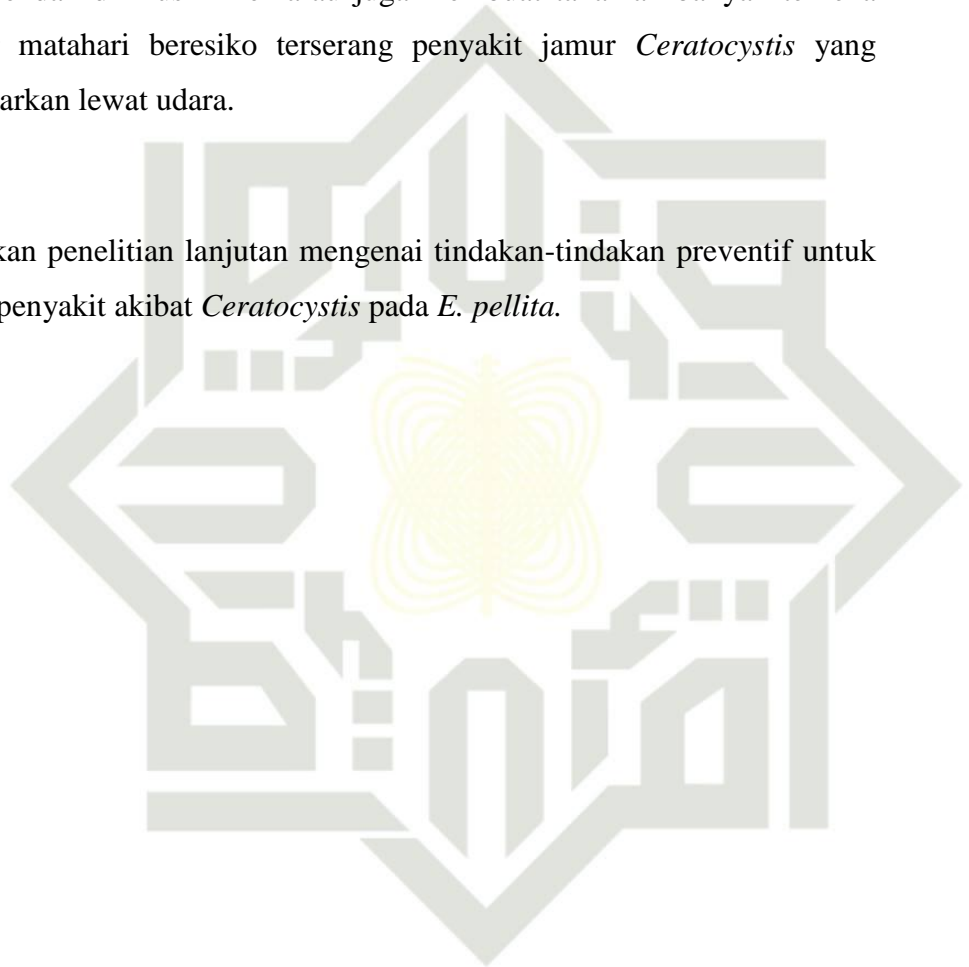 matahari beresiko terserang penyakit jamur Ceratocystis yang
arkan lewat udara.
kan penelitian lanjutan mengenai tindakan-tindakan preventif untuk
penyakit akibat Ceratocystis pada E. pellita.